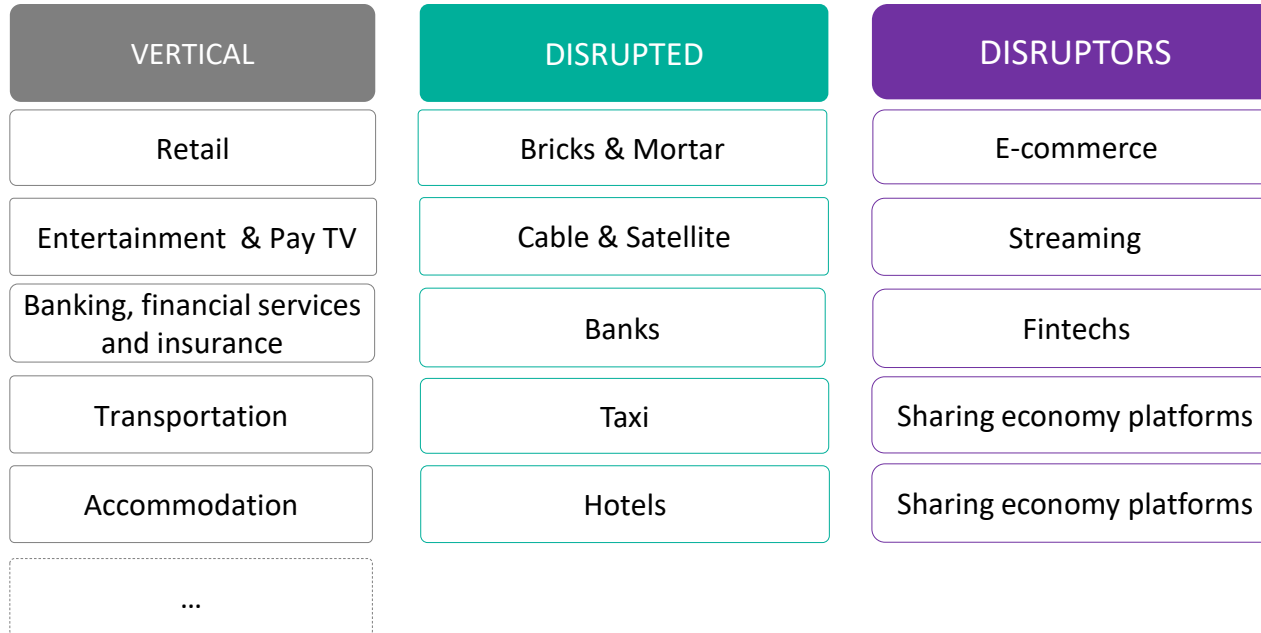 VERTICAL
DISRUPTED
DISRUPTORS
Retail
Bricks & Mortar
E-commerce
Entertainment & Pay TV
Cable & Satellite
Streaming
Banking, financial services
and insurance
Banks
Fintechs
Transportation
Taxi
Sharing economy platforms
Accommodation
Hotels
Sharing economy platforms
...